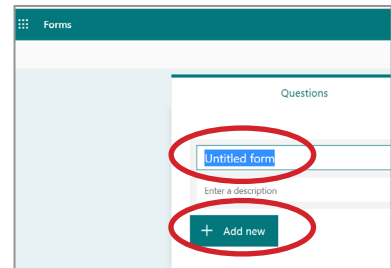 Forms
Questions
Untitled form
Enter a description
+ Add new